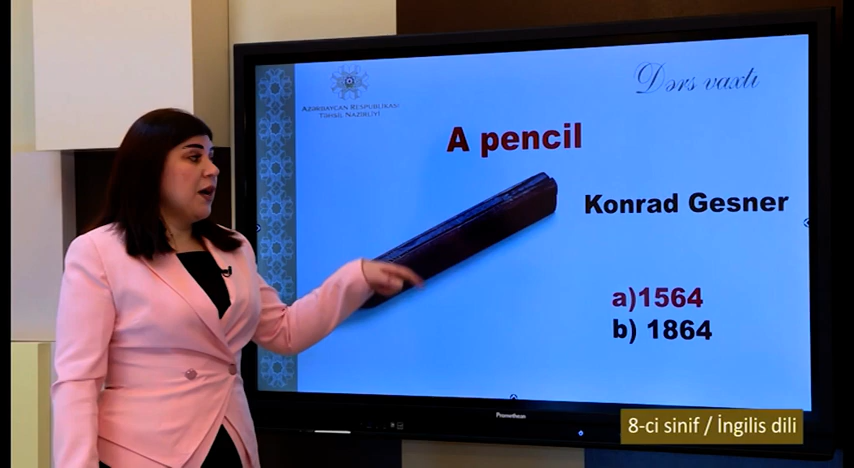 AZƏRBAYCAN RESPUBLİKASI
TƏHSİL NAZİRLİYİ
Dərs vaxtı
A pencil
Konrad Gesner
a)1564
b) 1864
Promethean
8-ci sinif / İngilis dili